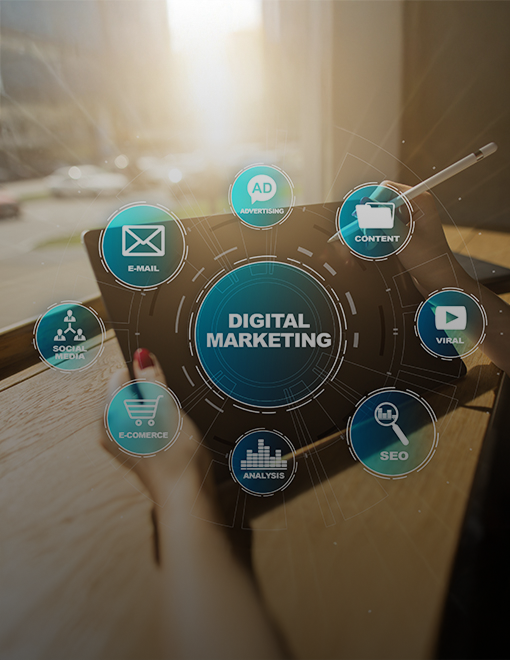 DIGITAL
MARKETING
AD
ADVERTISING
CONTENT
VIRAL
SEO
ANALYSIS
E-COMERCE
SOCIAL
MEDIA
E-MAIL